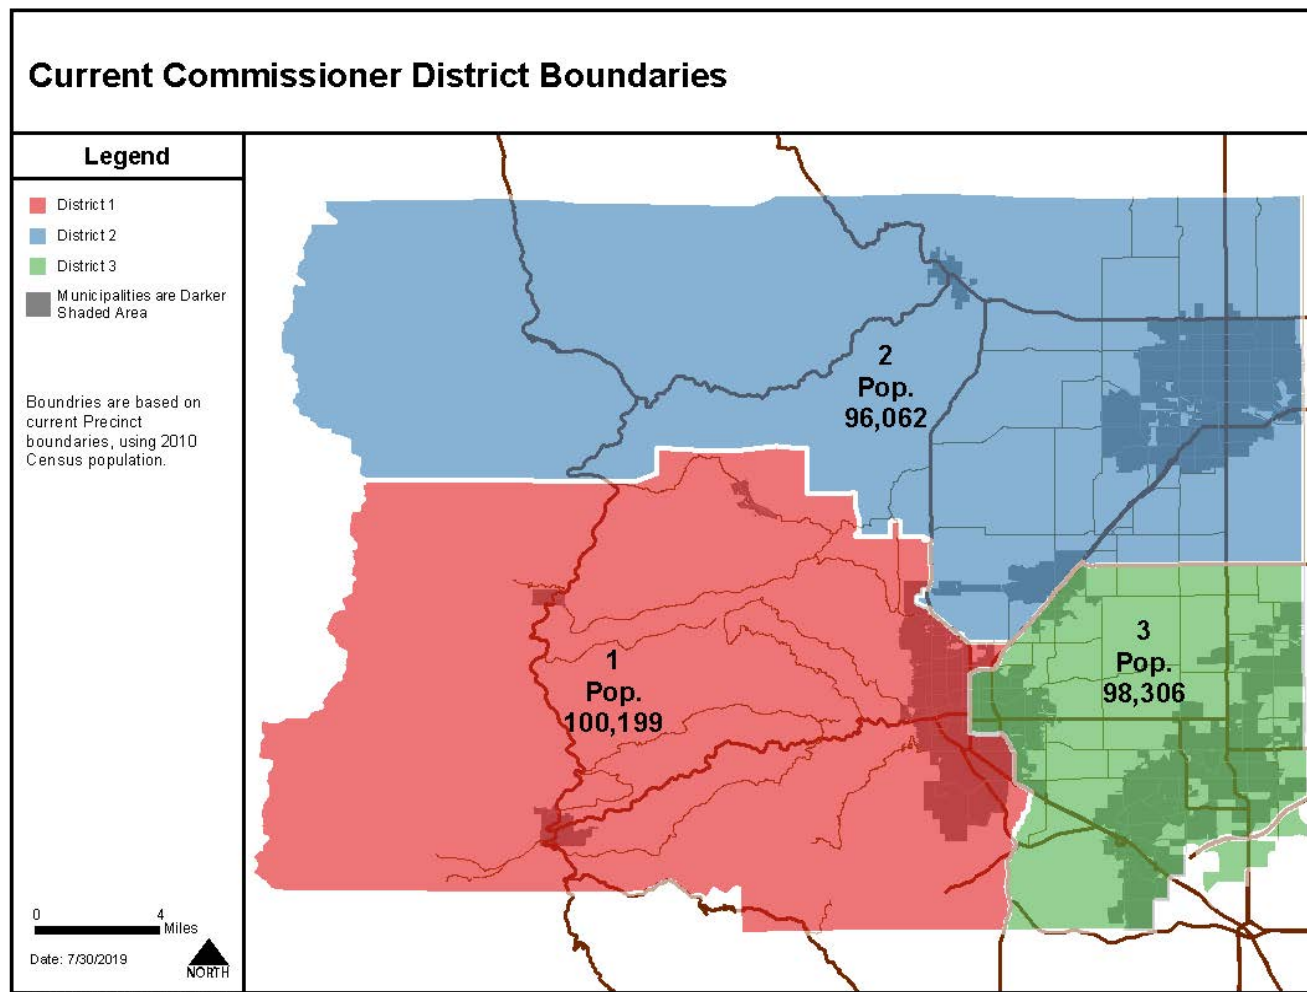 Current Commissioner District Boundaries
Legend
District 1
District 2
District 3
Municipalities are Darker
Shaded Area
Boundries are based on
current Precinct
boundaries, using 2010
Census population.
0 4
Miles
Date: 7/30/2019
NORTH
2
Pop.
96,062
1
Pop.
100,199
3
Pop.
98,306